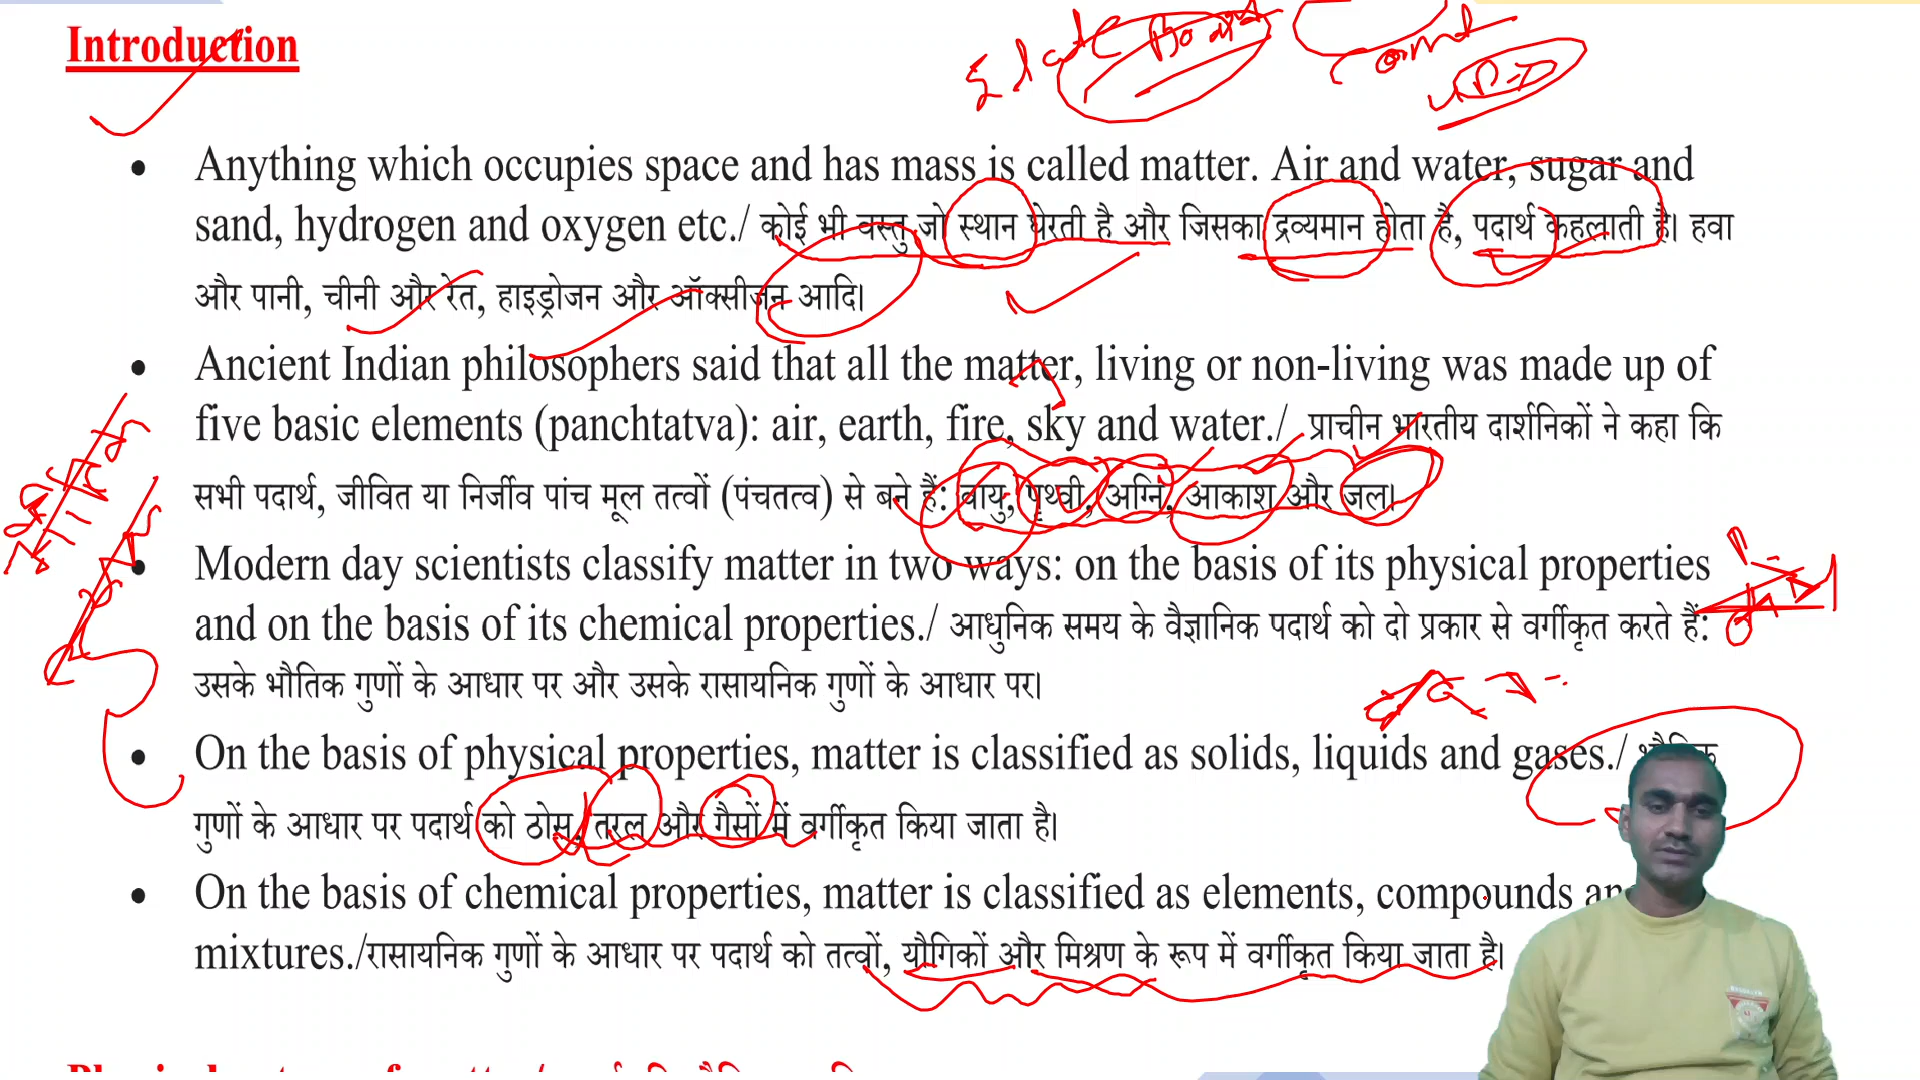 Introduction
Anything which occupies space and has mass is called matter. Air and water, sugar and
sand, hydrogen and oxygen etc./ कोई भी वस्तु जो स्थान घेरती है और जिसका द्रव्यमान होता है, पदार्थ कहलाती है। हवा
और पानी, चीनी और रेत, हाइड्रोजन और ऑक्सीजन आदि।
Ancient Indian philosophers said that all the matter, living or non-living was made up of
five basic elements (panchtatva): air, earth, fire, sky and water./ प्राचीन भारतीय दार्शनिकों ने कहा कि
सभी पदार्थ, जीवित या निर्जीव पांच मूल तत्वों (पंचतत्व) से बने हैं: वायु, पृथ्वी, अग्नि, आकाश और जल।
Modern day scientists classify matter in two ways: on the basis of its physical properties
and on the basis of its chemical properties./ आधुनिक समय के वैज्ञानिक पदार्थ को दो प्रकार से वर्गीकृत करते हैं:
उसके भौतिक गुणों के आधार पर और उसके रासायनिक गुणों के आधार पर।
On the basis of physical properties, matter is classified as solids, liquids and gases./
गुणों के आधार पर पदार्थ को ठोस, तरल और गैसों में वर्गीकृत किया जाता है।
On the basis of chemical properties, matter is classified as elements, compounds
mixtures./रासायनिक गुणों के आधार पर पदार्थ को तत्वों, यौगिकों और मिश्रण के रूप में वर्गीकृत किया जाता है।